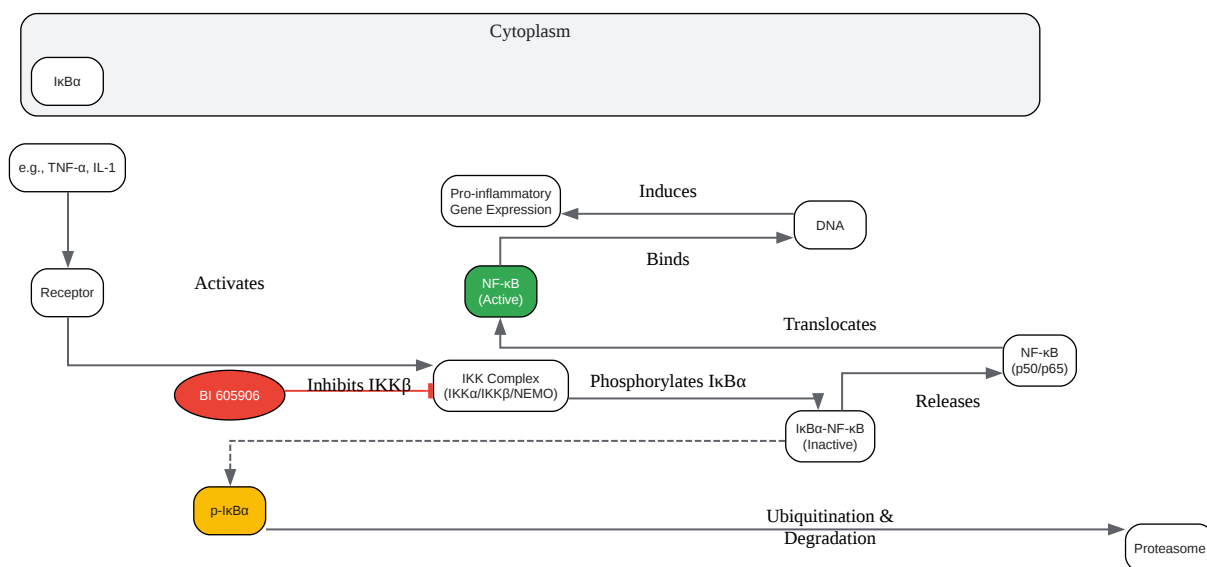 Cytoplasm
IκBα
e.g., TNF-α, IL-1
Pro-inflammatory
Gene Expression
Induces
DNA
Binds
Receptor
Activates
NF-κB
(Active)
Translocates
NF-κB
(p50/p65)
BI 605906
Inhibits IKKβ
IKK Complex
(IKKα/IKKβ/NEMO)
Phosphorylates IκBα
Releases
IκBα-NF-κB
(Inactive)
p-IκBα
Ubiquitination &
Degradation
Proteasome